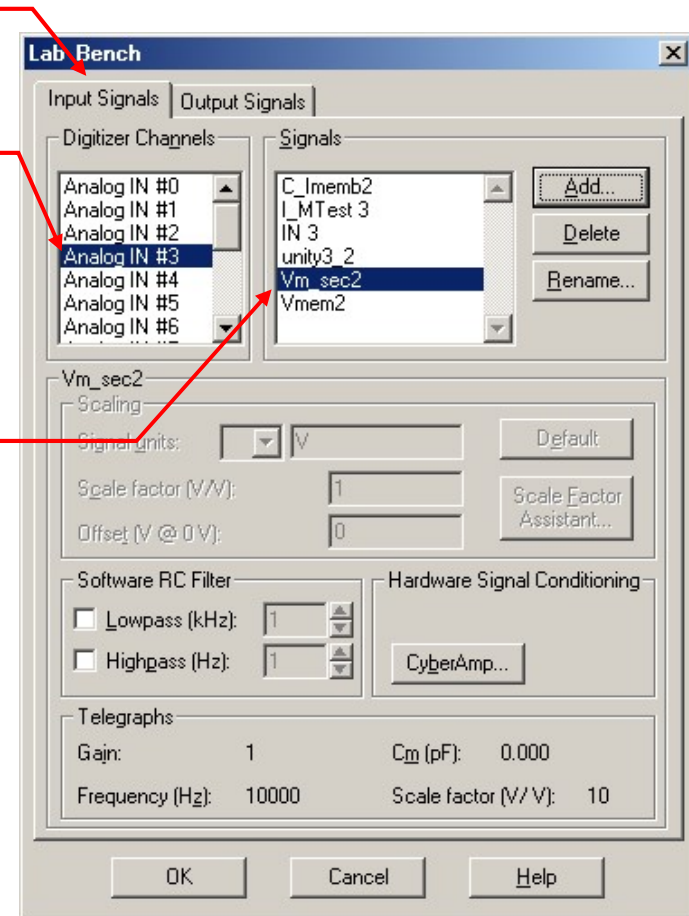 Lab Bench
Input Signals Output Signals
Digitizer Channels
Analog IN #0
Analog IN #1
Analog IN #2
Analog IN #3
Analog IN #4
Analog IN #5
Analog IN #6
Signals
C_Imemb2
I_MTest 3
IN 3
unity3_2
Vm_sec2
Vmem2
Add...
Delete
Rename...
Vm_sec2
Scaling
Signal units: V
Default
Scale factor (V/V): 1
Scale Factor
Assistant...
Offset (V @ 0 V): 0
Software RC Filter
Lowpass (kHz): 1
Highpass (Hz): 1
Hardware Signal Conditioning
CyberAmp...
Telegraphs
Gain: 1 Cm (pF): 0.000
Frequency (Hz): 10000 Scale factor (V/ V): 10
OK Cancel Help